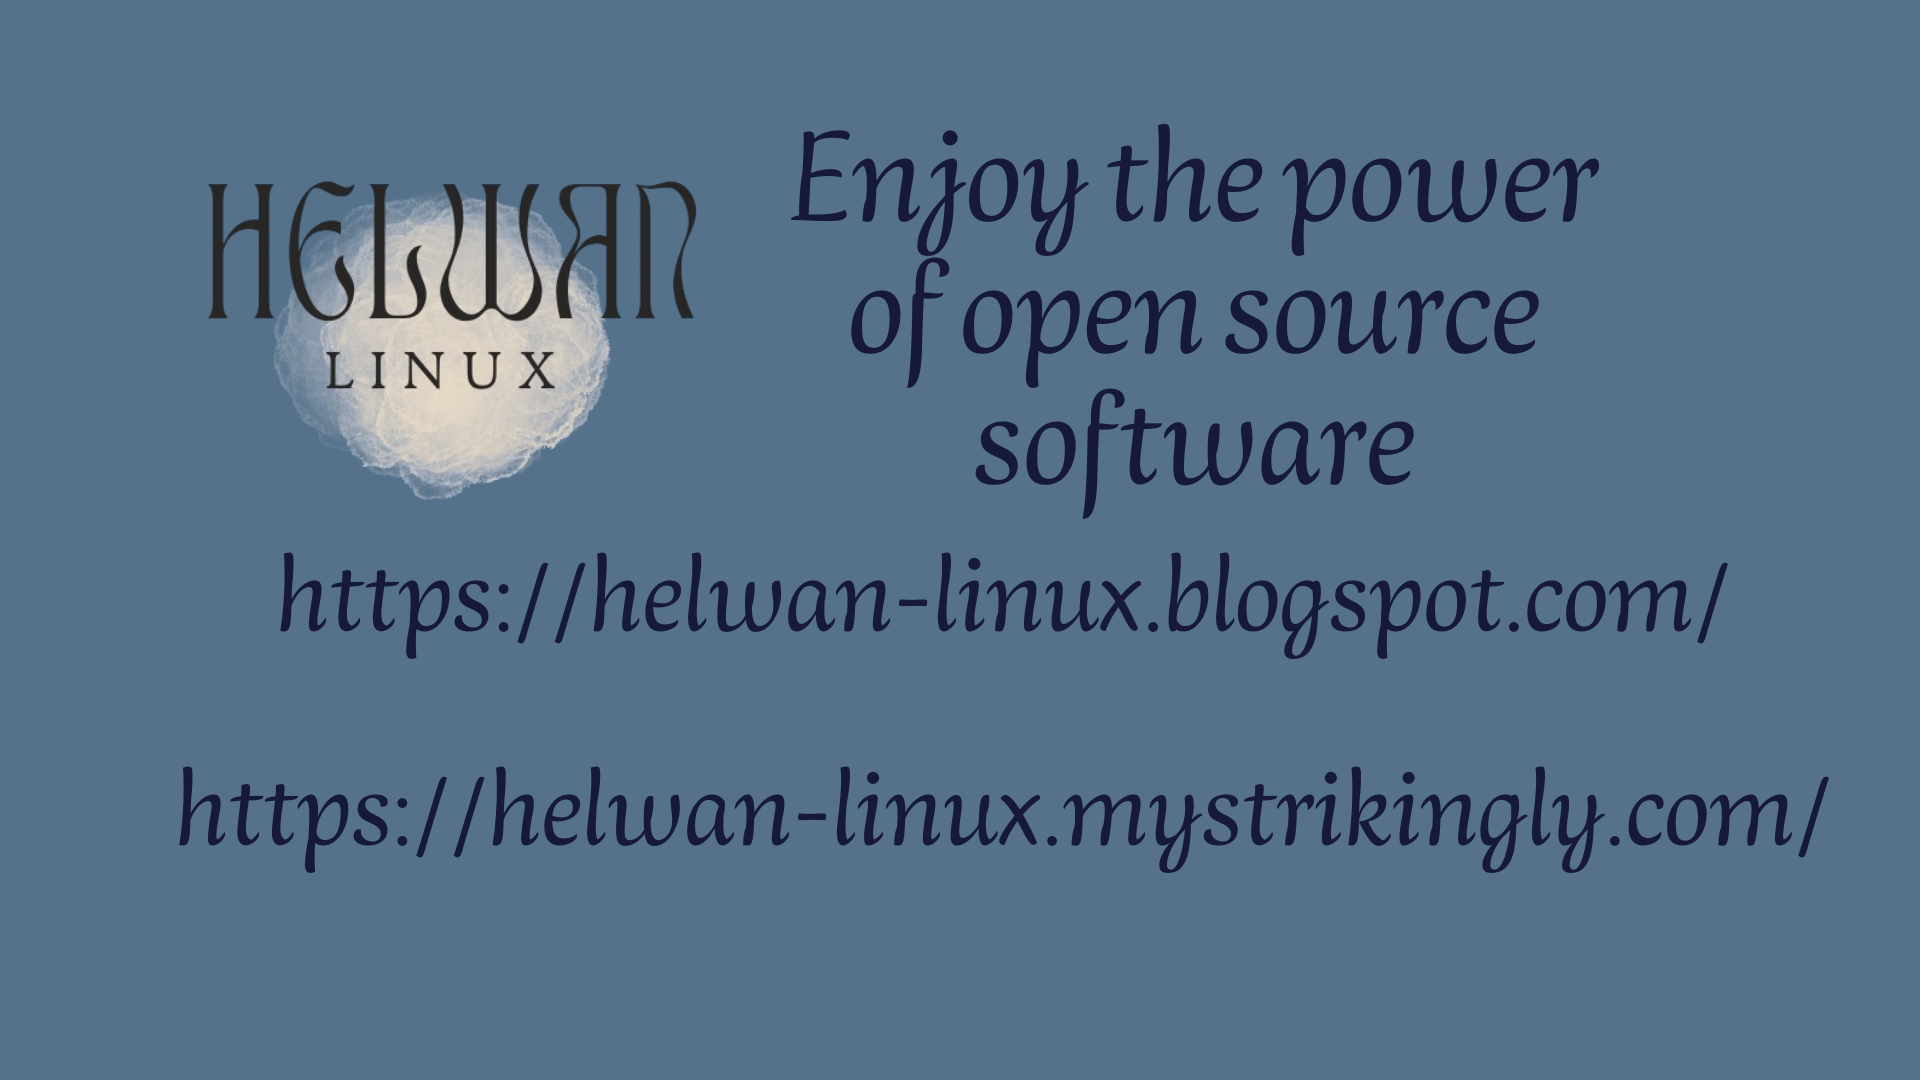 HELWAN
LINUX
Enjoy the power
of open source
software
https://helwan-linux.blogspot.com/
https://helwan-linux.mystrikingly.com/